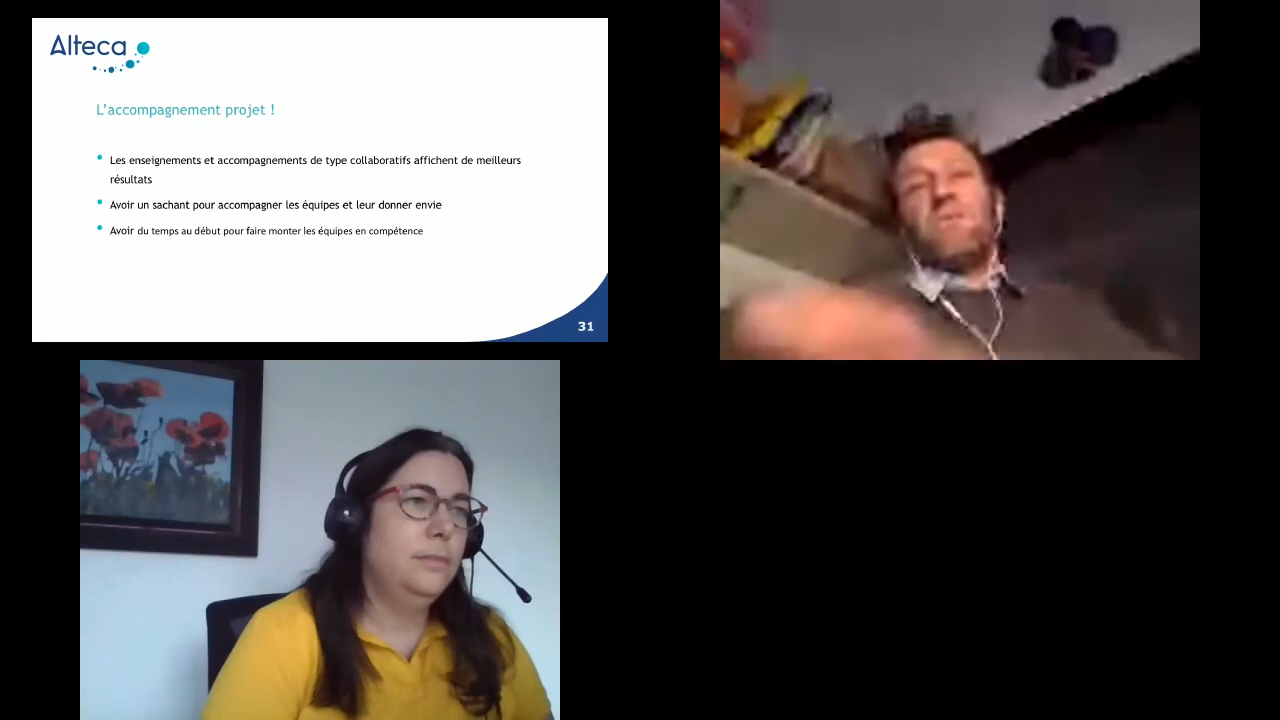 Alteca
L'accompagnement projet !
• Les enseignements et accompagnements de type collaboratifs affichent de meilleurs
résultats
• Avoir un sachant pour accompagner les équipes et leur donner envie
• Avoir du temps au début pour faire monter les équipes en compétence
31